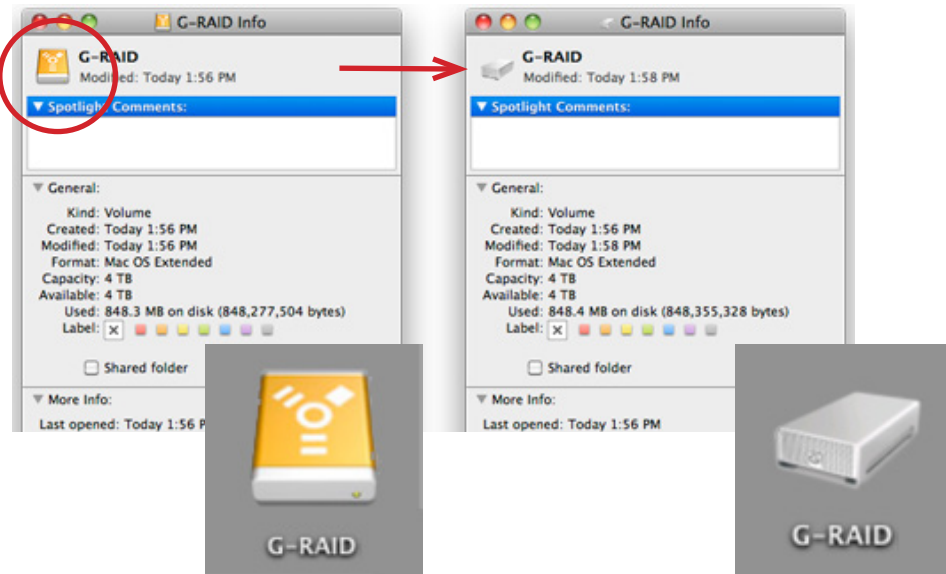 G-RAID Info
G-RAID
Modified: Today 1:56 PM
Spotlight Comments:
General:
Kind: Volume
Created: Today 1:56 PM
Modified: Today 1:56 PM
Format: Mac OS Extended
Capacity: 4 TB
Available: 4 TB
Used: 848.3 MB on disk (848,277,504 bytes)
Label:
Shared folder
More Info:
Last opened: Today 1:56 P
G-RAID
G-RAID Info
G-RAID
Modified: Today 1:58 PM
Spotlight Comments:
General:
Kind: Volume
Created: Today 1:56 PM
Modified: Today 1:58 PM
Format: Mac OS Extended
Capacity: 4 TB
Available: 4 TB
Used: 848.4 MB on disk (848,355,328 bytes)
Label:
Shared folder
More Info:
Last opened: Today 1:56 PM
G-RAID